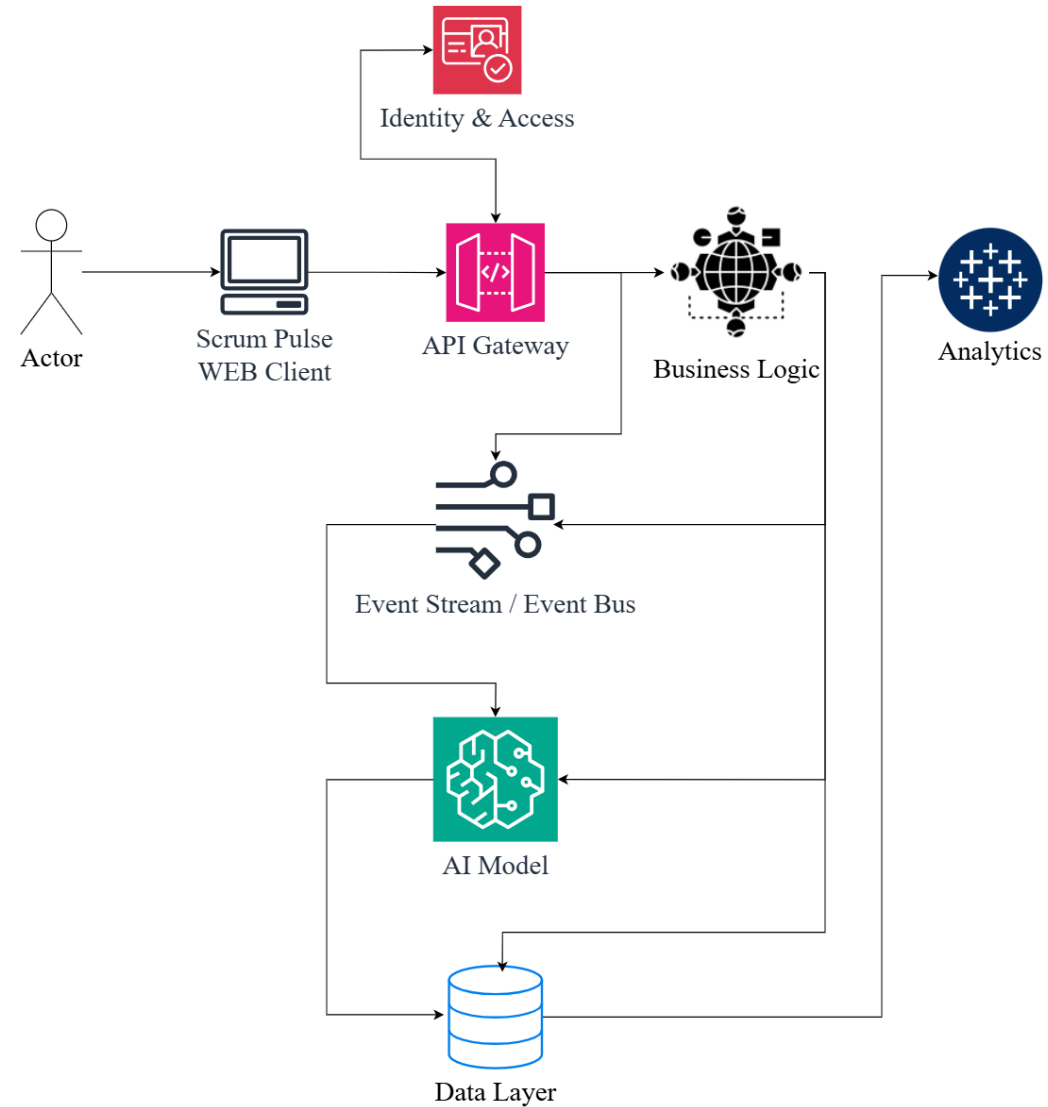 Identity & Access
Actor
Scrum Pulse
WEB Client
</>
API Gateway
Business Logic
Analytics
Event Stream / Event Bus
AI Model
Data Layer